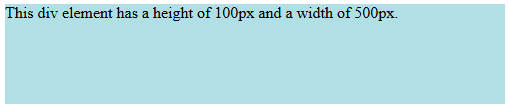 This div element has a height of 100px and a width of 500px.